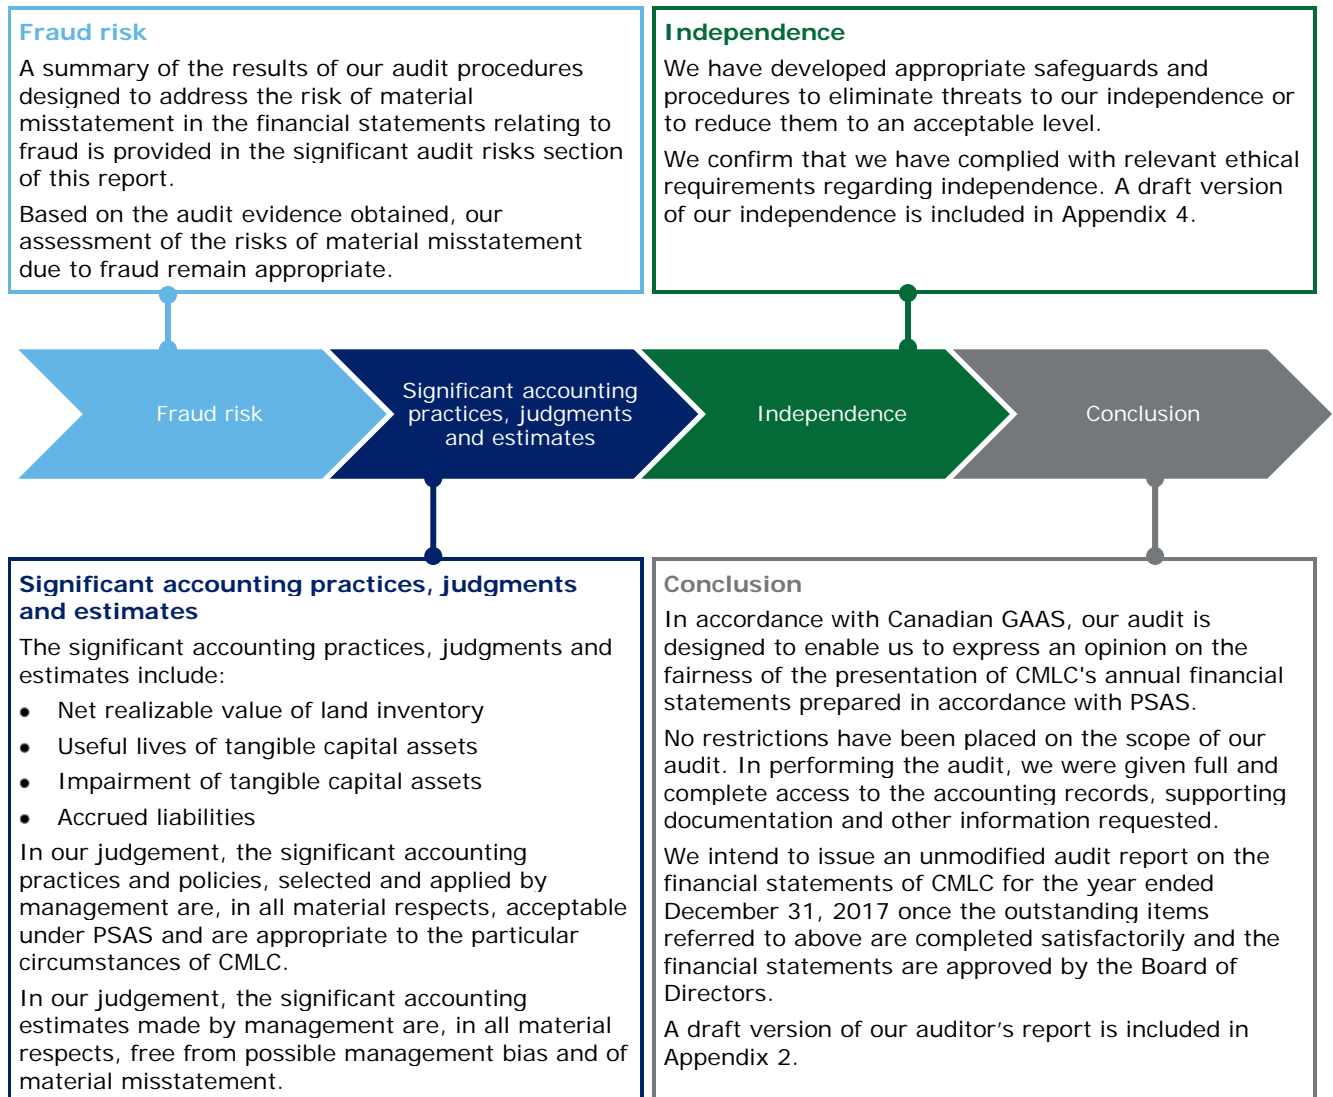 Fraud risk
A summary of the results of our audit procedures
designed to address the risk of material
misstatement in the financial statements relating to
fraud is provided in the significant audit risks section
of this report.
Based on the audit evidence obtained, our
assessment of the risks of material misstatement
due to fraud remain appropriate.
Independence
We have developed appropriate safeguards and
procedures to eliminate threats to our independence or
to reduce them to an acceptable level.
We confirm that we have complied with relevant ethical
requirements regarding independence. A draft version
of our independence is included in Appendix 4.
Fraud risk
Significant accounting
practices, judgments
and estimates
Independence
Conclusion
Significant accounting practices, judgments
and estimates
The significant accounting practices, judgments and
estimates include:
• Net realizable value of land inventory
• Useful lives of tangible capital assets
• Impairment of tangible capital assets
• Accrued liabilities
In our judgement, the significant accounting
practices and policies, selected and applied by
management are, in all material respects, acceptable
under PSAS and are appropriate to the particular
circumstances of CMLC.
In our judgement, the significant accounting
estimates made by management are, in all material
respects, free from possible management bias and of
material misstatement.
Conclusion
In accordance with Canadian GAAS, our audit is
designed to enable us to express an opinion on the
fairness of the presentation of CMLC's annual financial
statements prepared in accordance with PSAS.
No restrictions have been placed on the scope of our
audit. In performing the audit, we were given full and
complete access to the accounting records, supporting
documentation and other information requested.
We intend to issue an unmodified audit report on the
financial statements of CMLC for the year ended
December 31, 2017 once the outstanding items
referred to above are completed satisfactorily and the
financial statements are approved by the Board of
Directors.
A draft version of our auditor’s report is included in
Appendix 2.